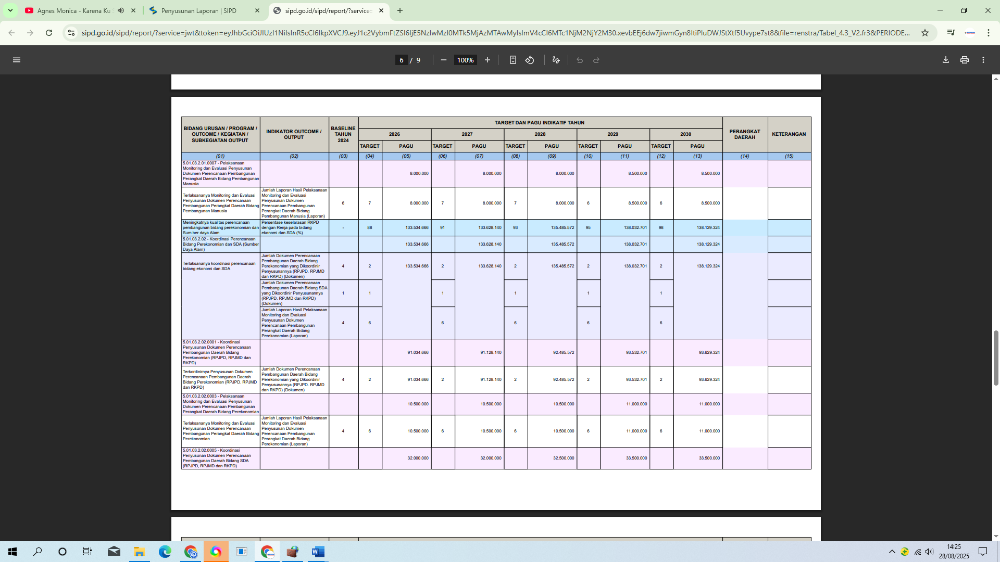 Agnes Monica - Karena Ku S
Penyusunan Laporan | SIPD
sipd.go.id/sipd/report/?service=
sipd.go.id/sipd/report/?service=jwt&token=
6 / 9
100%
BIDANG URUSAN / PROGRAM / OUTCOME / KEGIATAN / SUBKEGIATAN OUTPUT
INDIKATOR OUTCOME / OUTPUT
BASELINE TAHUN 2024
TARGET DAN PAGU INDIKATIF TAHUN
PERANGKAT DAERAH
KETERANGAN
2026 2027 2028 2029 2030
TARGET PAGU TARGET PAGU TARGET PAGU TARGET PAGU TARGET PAGU
(01) (02) (03) (04) (05) (06) (07) (08) (09) (10) (11) (12) (13) (14) (15)
5.01.03.2.01.0007 - Pelaksanaan
Monitoring dan Evaluasi Penyusunan
Dokumen Perencanaan Pembangunan
Perangkat Daerah Bidang Pembangunan
Manusia
8.000.000 8.000.000 8.000.000 8.500.000 8.500.000
Terlaksananya Monitoring dan Evaluasi
Penyusunan Dokumen Perencanaan
Pembangunan Perangkat Daerah Bidang
Pembangunan Manusia
Jumlah Laporan Hasil Pelaksanaan
Monitoring dan Evaluasi
Penyusunan Dokumen
Perencanaan Pembangunan
Perangkat Daerah Bidang
Pembangunan Manusia (Laporan)
6 7 8.000.000 7 8.000.000 7 8.000.000 6 8.500.000 6 8.500.000
Meningkatnya kualitas perencanaan
pembangunan bidang perekonomian dan
Sum ber daya Alam
Persentase keselarasan RKPD
dengan Renja pada bidang
ekonomi dan SDA (%)
- 88 133.534.666 91 133.628.140 93 135.485.572 95 138.032.701 98 138.129.324
5.01.03.2.02 - Koordinasi Perencanaan
Bidang Perekonomian dan SDA (Sumber
Daya Alam)
133.534.666 133.628.140 135.485.572 138.032.701 138.129.324
Terlaksananya koordinasi perencanaan
bidang ekonomi dan SDA
Jumlah Dokumen Perencanaan
Pembangunan Daerah Bidang
Perekonomian yang Dikoordinir
Penyusunannya (RPJPD. RPJMD
dan RKPD) (Dokumen)
4 2 133.534.666 2 133.628.140 2 135.485.572 2 138.032.701 2 138.129.324
Jumlah Dokumen Perencanaan
Pembangunan Daerah Bidang SDA
yang Dikoordinir Penyusunannya
(RPJPD. RPJMD dan RKPD)
(Dokumen)
1 1 1 1 1 1
Jumlah Laporan Hasil Pelaksanaan
Monitoring dan Evaluasi
Penyusunan Dokumen
Perencanaan Pembangunan
Perangkat Daerah Bidang
Perekonomian (Laporan)
4 6 6 6 6 6
5.01.03.2.02.0001 - Koordinasi
Penyusunan Dokumen Perencanaan
Pembangunan Daerah Bidang
Perekonomian (RPJPD, RPJMD dan
RKPD)
91.034.666 91.128.140 92.485.572 93.532.701 93.629.324
Terkordinirnya Penyusunan Dokumen
Perencanaan Pembangunan Daerah
Bidang Perekonomian (RPJPD. RPJMD
dan RKPD)
Jumlah Dokumen Perencanaan
Pembangunan Daerah Bidang
Perekonomian yang Dikoordinir
Penyusunannya (RPJPD. RPJMD
dan RKPD) (Dokumen)
4 2 91.034.666 2 91.128.140 2 92.485.572 2 93.532.701 2 93.629.324
5.01.03.2.02.0003 - Pelaksanaan
Monitoring dan Evaluasi Penyusunan
Dokumen Perencanaan Pembangunan
Perangkat Daerah Bidang Perekonomian
10.500.000 10.500.000 10.500.000 11.000.000 11.000.000
Terlaksananya Monitoring dan Evaluasi
Penyusunan Dokumen Perencanaan
Pembangunan Perangkat Daerah Bidang
Perekonomian
Jumlah Laporan Hasil Pelaksanaan
Monitoring dan Evaluasi
Penyusunan Dokumen
Perencanaan Pembangunan
Perangkat Daerah Bidang
Perekonomian (Laporan)
4 6 10.500.000 6 10.500.000 6 10.500.000 6 11.000.000 6 11.000.000
5.01.03.2.02.0005 - Koordinasi
Penyusunan Dokumen Perencanaan
Pembangunan Daerah Bidang SDA
(RPJPD, RPJMD dan RKPD)
32.000.000 32.000.000 32.500.000 33.500.000 33.500.000
14:25
28/08/2025